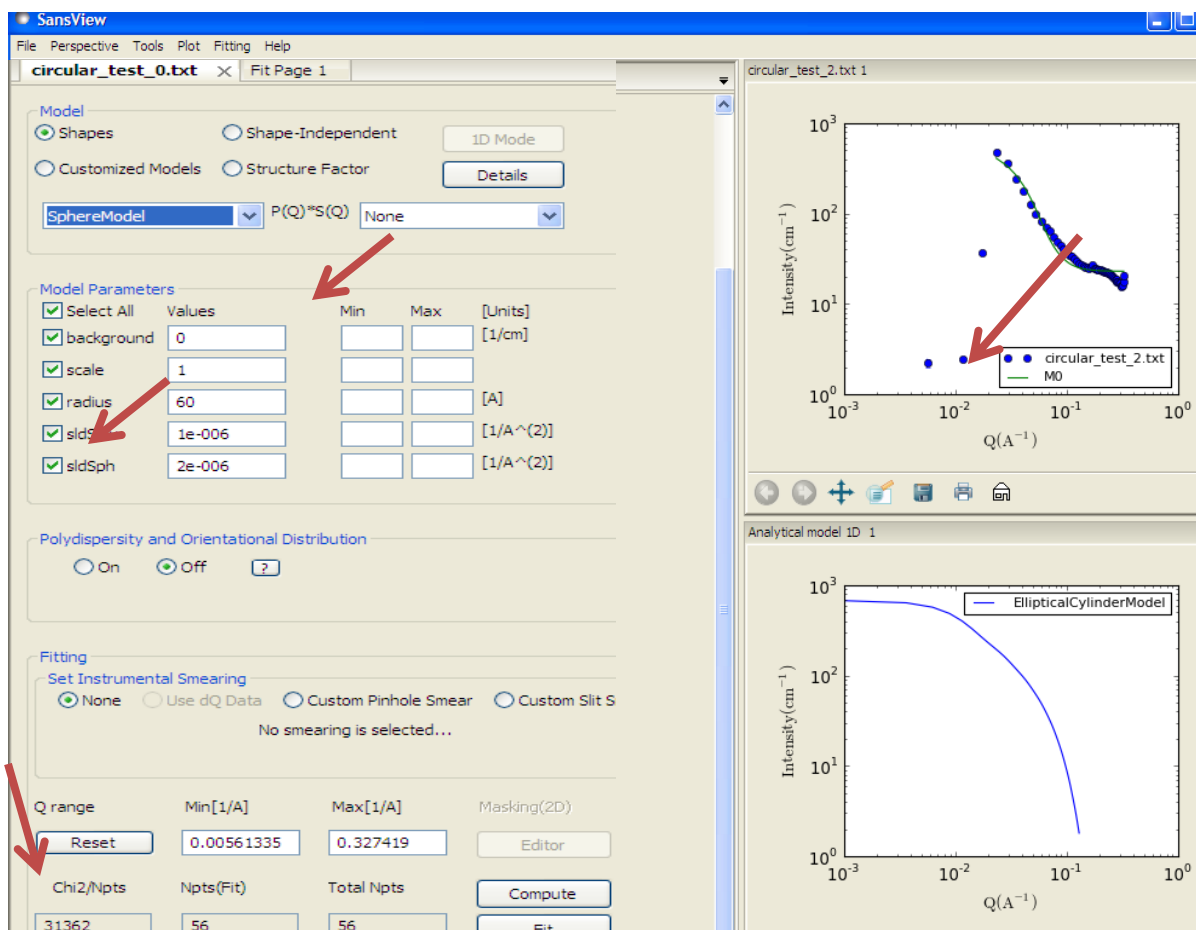 SansView
File Perspective Tools Plot Fitting Help
circular_test_0.txt X Fit Page 1
Model
Shapes Shape-Independent 1D Mode
Customized Models Structure Factor Details
SphereModel P(Q)*S(Q) None
Model Parameters
Select All Values Min Max [Units]
background 0 [1/cm]
scale 1
radius 60 [A]
1e-006 [1/A^(2)]
sldSph 2e-006 [1/A^(2)]
Polydispersity and Orientational Distribution
On Off ?
Fitting
Set Instrumental Smearing
None Use dQ Data Custom Pinhole Smear Custom Slit S
No smearing is selected...
Q range Min[1/A] Max[1/A] Masking(2D)
Reset 0.00561335 0.327419 Editor
Chi2/Npts Npts(Fit) Total Npts Compute
31362 56 56 Fit
circular_test_2.txt 1
10^3
10^2
10^1
10^0
Intensity(cm^-1)
circular_test_2.txt
M0
10^-3 10^-2 10^-1 10^0
Q(A^-1)
Analytical model 1D 1
10^3
10^2
10^1
10^0
Intensity(cm^-1)
EllipticalCylinderModel
10^-3 10^-2 10^-1 10^0
Q(A^-1)